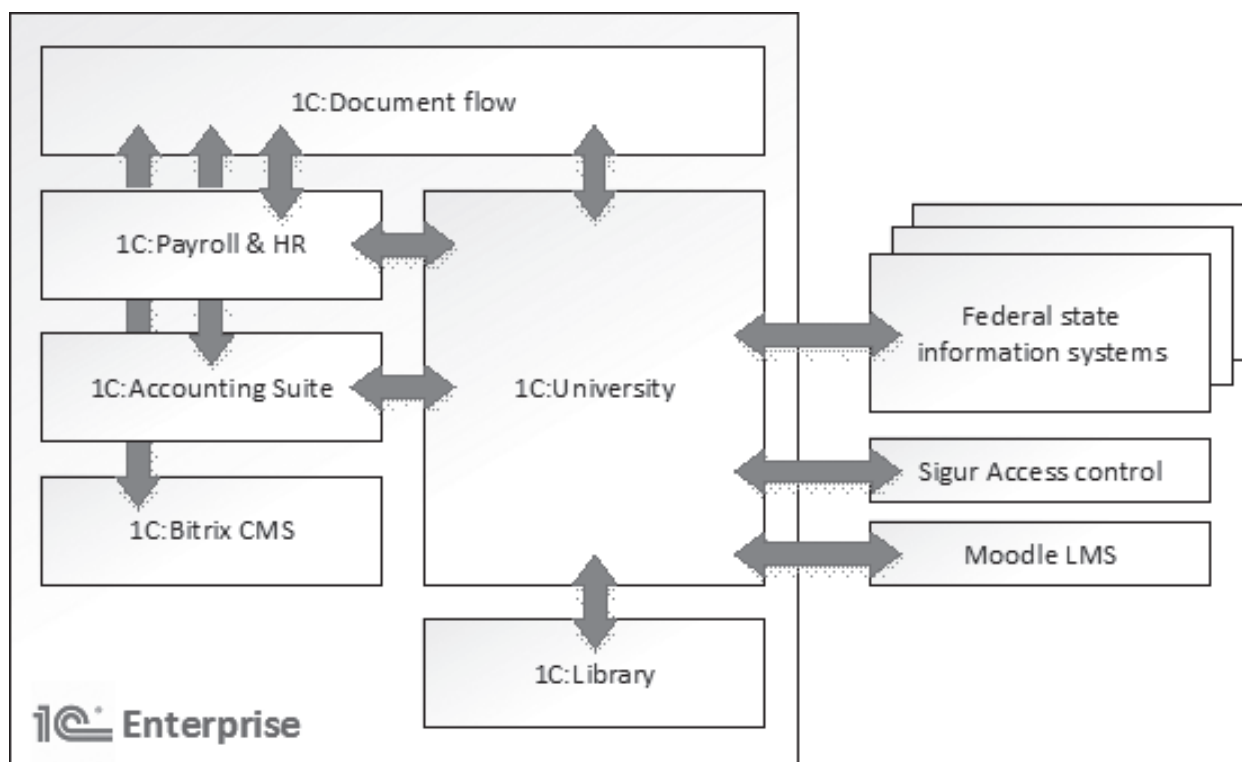 1C:Document flow
1C:Payroll & HR
1C:Accounting Suite
1C:University
1C:Bitrix CMS
1C:Library
Federal state
information systems
Sigur Access control
Moodle LMS
1C Enterprise